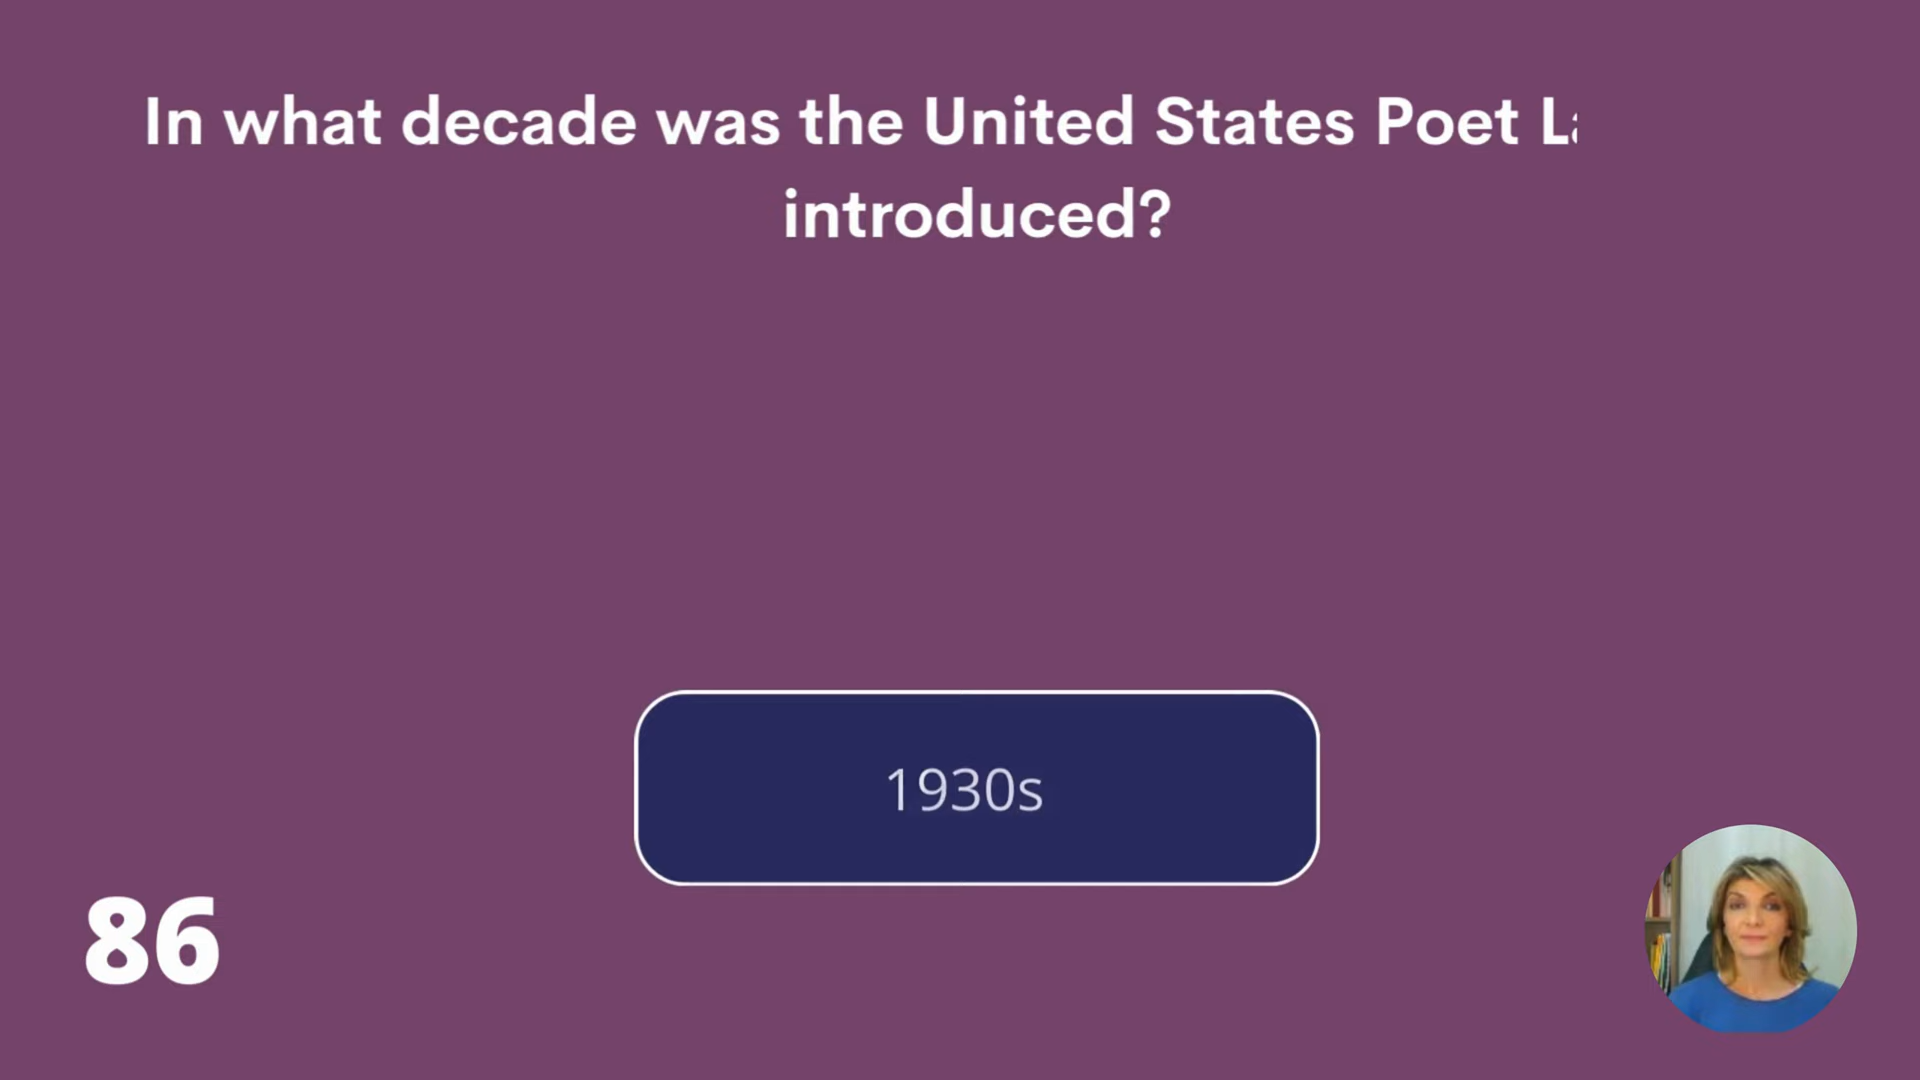 In what decade was the United States Poet L
introduced?
1930s
86